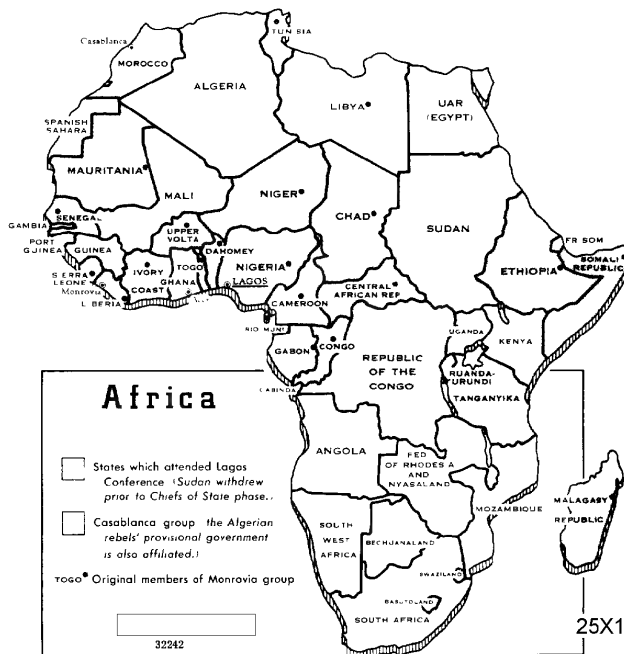 TUNISIA
Casablanca
MOROCCO
ALGERIA
LIBYA
UAR
(EGYPT)
SPANISH
SAHARA
MAURITANIA
MALI
NIGER
CHAD
SUDAN
SENEGAL
GAMBIA
PORT
GUINEA
GUINEA
UPPER
VOLTA
DAHOMEY
FR SOM
SOMALI
REPUBLIC
ETHIOPIA
SIERRA
LEONE
Monrovia
LIBERIA
IVORY
COAST
GHANA
TOGO
NIGERIA
LAGOS
CAMEROON
CENTRAL
AFRICAN REP
RIO MUNI
GABON
CONGO
CABINDA
REPUBLIC
OF THE
CONGO
UGANDA
KENYA
RUANDA-
URUNDI
TANGANYIKA
ANGOLA
FED
OF RHODESIA
AND
NYASALAND
MOZAMBIQUE
MALAGASY
REPUBLIC
SOUTH
WEST
AFRICA
BECHUANALAND
SWAZILAND
BASUTOLAND
SOUTH AFRICA
Africa
States which attended Lagos
Conference (Sudan withdrew
prior to Chiefs of State phase..
Casablanca group the Algerian
rebels' provisional government
is also affiliated.)
TOGO• Original members of Monrovia group
32242
25X1